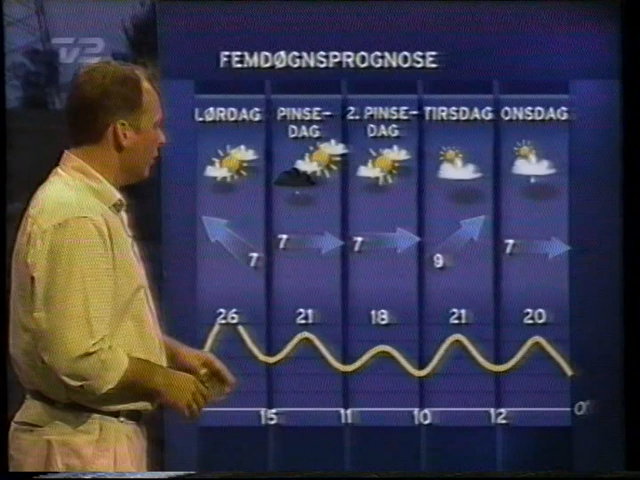 TV2
FEMDØGNSPROGNOSE
LØRDAG PINSE- 2. PINSE- TIRSDAG ONSDAG
DAG DAG
7 7 7 9 7
26 21 18 21 20
15 11 10 12 0°